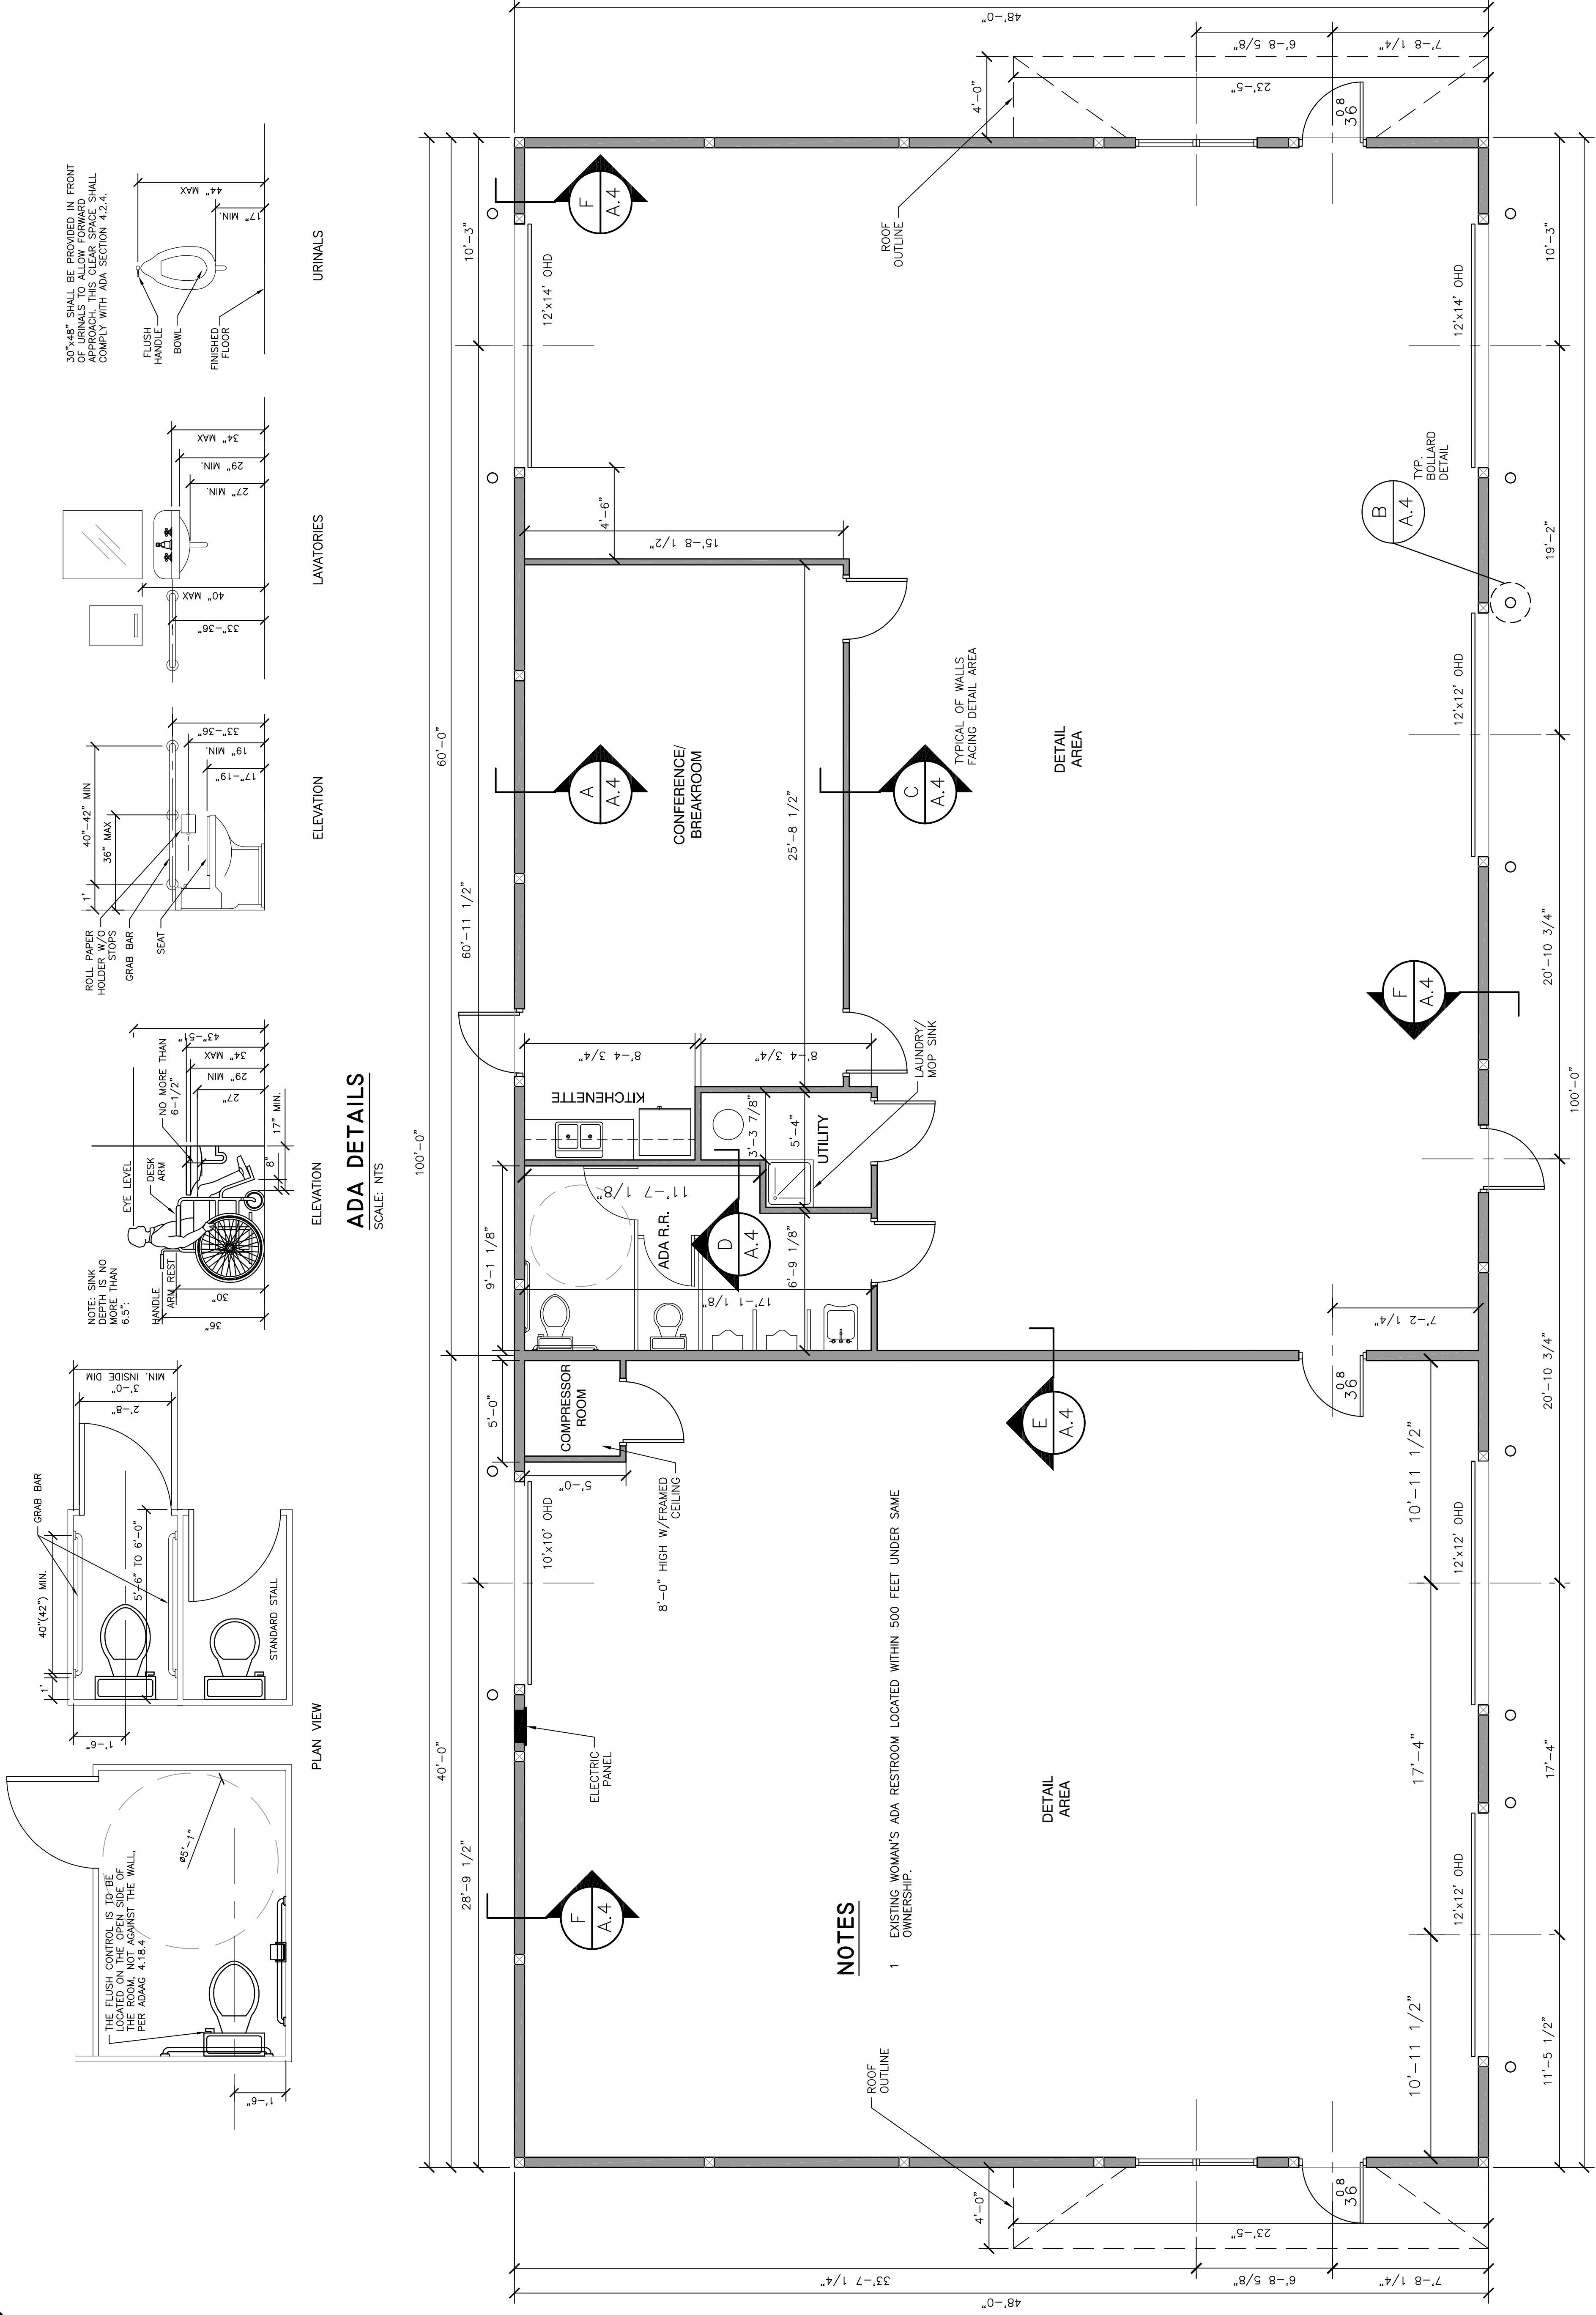 THE FLUSH CONTROL IS TO BE
LOCATED ON THE OPEN SIDE OF
THE ROOM, NOT AGAINST THE WALL,
PER ADAAG 4.18.4
ø5'-1"
1'-6"
1'-6"
1'
40"(42") MIN.
GRAB BAR
5'-6" TO 6'-0"
2'-8"
3'-0"
MIN. INSIDE DIM
STANDARD STALL
PLAN VIEW
NOTE: SINK
DEPTH IS NO
MORE THAN
6.5":
HANDLE
ARM REST
36"
30"
EYE LEVEL
DESK
ARM
NO MORE THAN
6-1/2"
27"
29" MIN
34" MAX
43"-51"
8"
17" MIN.
ELEVATION
ROLL PAPER
HOLDER W/O
STOPS
GRAB BAR
SEAT
1'
36" MAX
40"-42" MIN
17"-19"
19" MIN.
33"-36"
ELEVATION
33"-36"
40" MAX
27" MIN.
29" MIN.
34" MAX
LAVATORIES
30"x48" SHALL BE PROVIDED IN FRONT
OF URINALS TO ALLOW FORWARD
APPROACH. THIS CLEAR SPACE SHALL
COMPLY WITH ADA SECTION 4.2.4.
FLUSH
HANDLE
BOWL
FINISHED
FLOOR
17" MIN.
44" MAX
URINALS
ADA DETAILS
SCALE: NTS
100'-0"
40'-0"
60'-0"
28'-9 1/2"
60'-11 1/2"
10'-3"
5'-0"
9'-1 1/8"
F
A.4
ELECTRIC
PANEL
10'x10' OHD
5'-0"
COMPRESSOR
ROOM
8'-0" HIGH W/FRAMED
CEILING
ADA R.R.
11'-7 1/8"
17'-1 1/8"
6'-9 1/8"
D
A.4
KITCHENETTE
8'-4 3/4"
8'-4 3/4"
3'-3 7/8"
5'-4"
UTILITY
LAUNDRY/
MOP SINK
A
A.4
CONFERENCE/
BREAKROOM
25'-8 1/2"
15'-8 1/2"
4'-6"
12'x14' OHD
F
A.4
C
A.4
TYPICAL OF WALLS
FACING DETAIL AREA
ROOF
OUTLINE
4'-0"
23'-5"
48'-0"
6'-8 5/8"
7'-8 1/4"
08
36
NOTES
1 EXISTING WOMAN'S ADA RESTROOM LOCATED WITHIN 500 FEET UNDER SAME
OWNERSHIP.
E
A.4
DETAIL
AREA
DETAIL
AREA
ROOF
OUTLINE
4'-0"
23'-5"
33'-7 1/4"
6'-8 5/8"
7'-8 1/4"
48'-0"
08
36
08
36
7'-2 1/4"
F
A.4
B
A.4
TYP.
BOLLARD
DETAIL
10'-11 1/2"
17'-4"
10'-11 1/2"
12'x12' OHD
12'x12' OHD
12'x12' OHD
12'x14' OHD
11'-5 1/2"
17'-4"
20'-10 3/4"
20'-10 3/4"
19'-2"
10'-3"
100'-0"